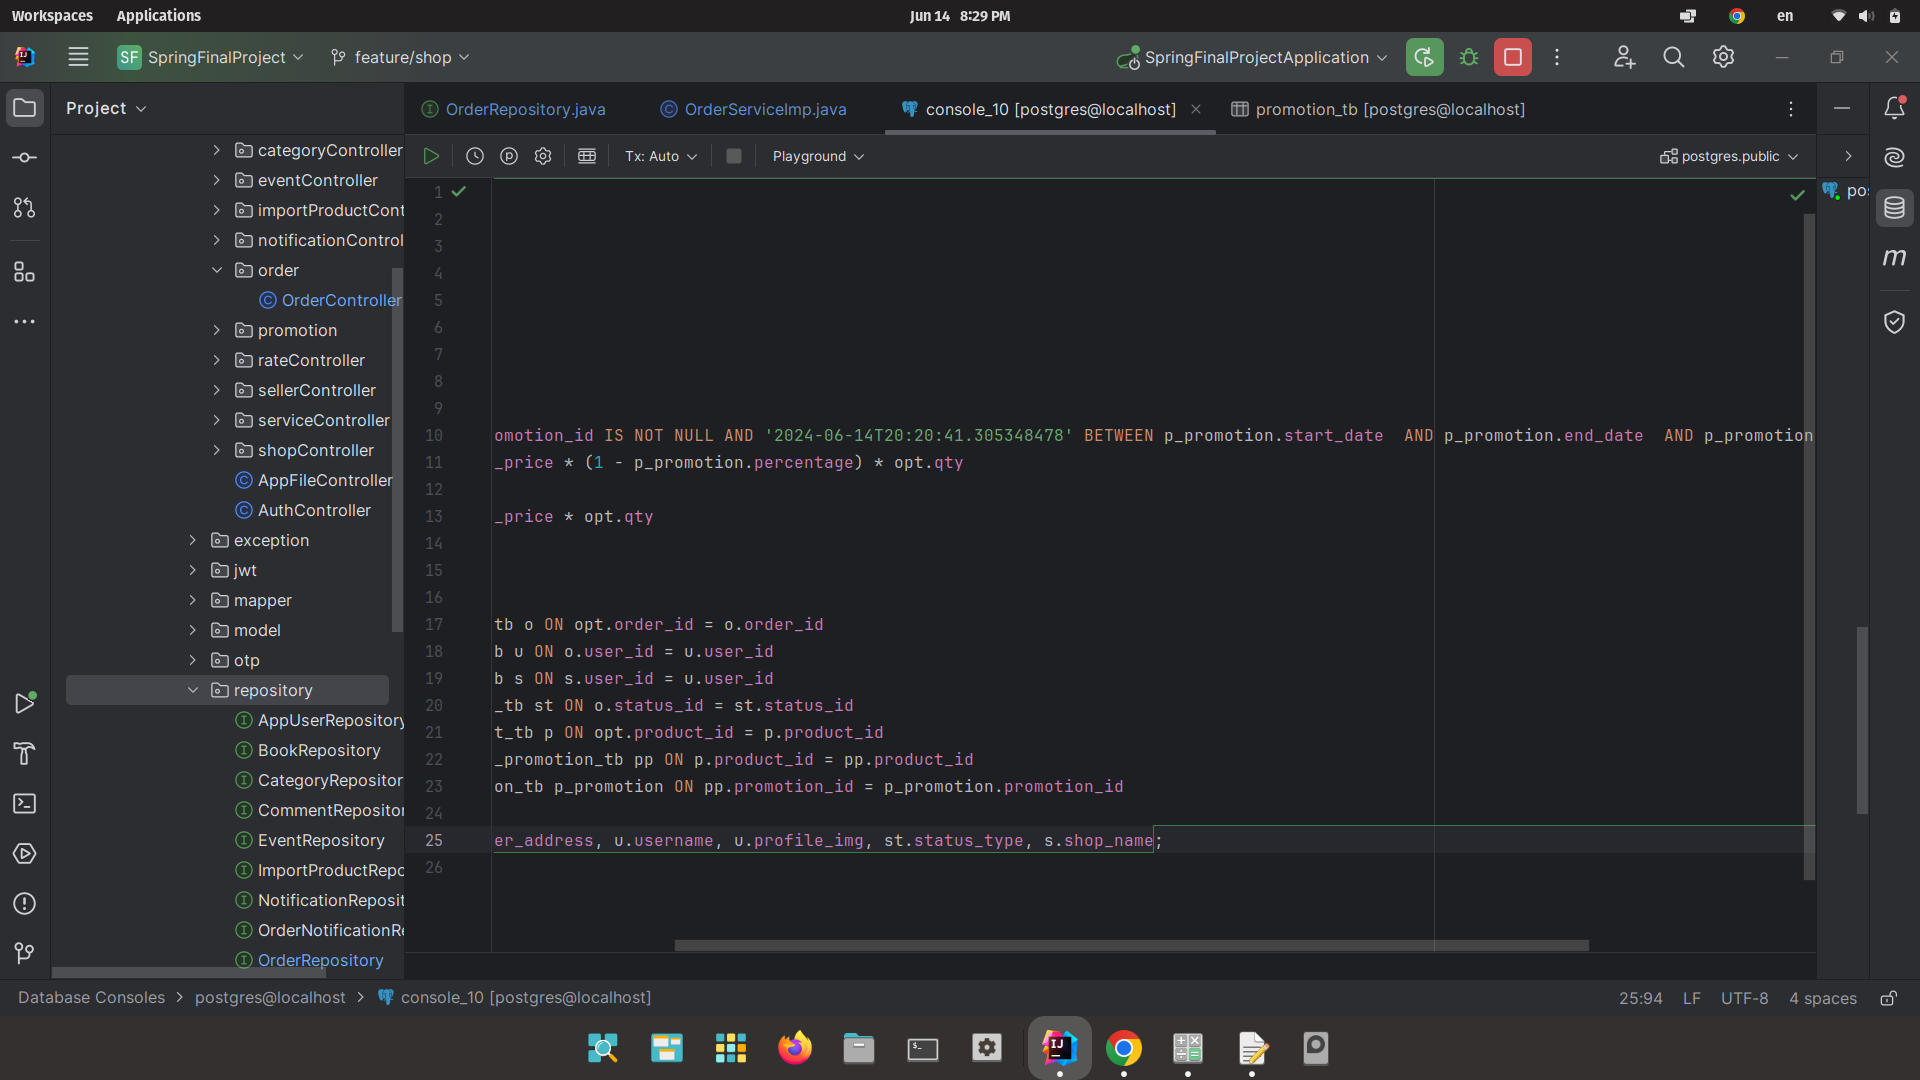 Workspaces Applications Jun 14 8:29 PM en
SF SpringFinalProject feature/shop SpringFinalProjectApplication
Project OrderRepository.java OrderServiceImp.java console_10 [postgres@localhost] promotion_tb [postgres@localhost]
Tx: Auto Playground postgres.public
categoryController
eventController
importProductCont
notificationControl
order
OrderController
promotion
rateController
sellerController
serviceController
shopController
AppFileController
AuthController
exception
jwt
mapper
model
otp
repository
AppUserRepository
BookRepository
CategoryRepositor
CommentRepositor
EventRepository
ImportProductRepo
NotificationReposit
OrderNotificationRe
OrderRepository
1
2
3
4
5
6
7
8
9
10 omotion_id IS NOT NULL AND '2024-06-14T20:20:41.305348478' BETWEEN p_promotion.start_date AND p_promotion.end_date AND p_promotion
11 _price * (1 - p_promotion.percentage) * opt.qty
12
13 _price * opt.qty
14
15
16
17 tb o ON opt.order_id = o.order_id
18 b u ON o.user_id = u.user_id
19 b s ON s.user_id = u.user_id
20 _tb st ON o.status_id = st.status_id
21 t_tb p ON opt.product_id = p.product_id
22 _promotion_tb pp ON p.product_id = pp.product_id
23 on_tb p_promotion ON pp.promotion_id = p_promotion.promotion_id
24
25 er_address, u.username, u.profile_img, st.status_type, s.shop_name;
26
pos
m
Database Consoles > postgres@localhost > console_10 [postgres@localhost] 25:94 LF UTF-8 4 spaces